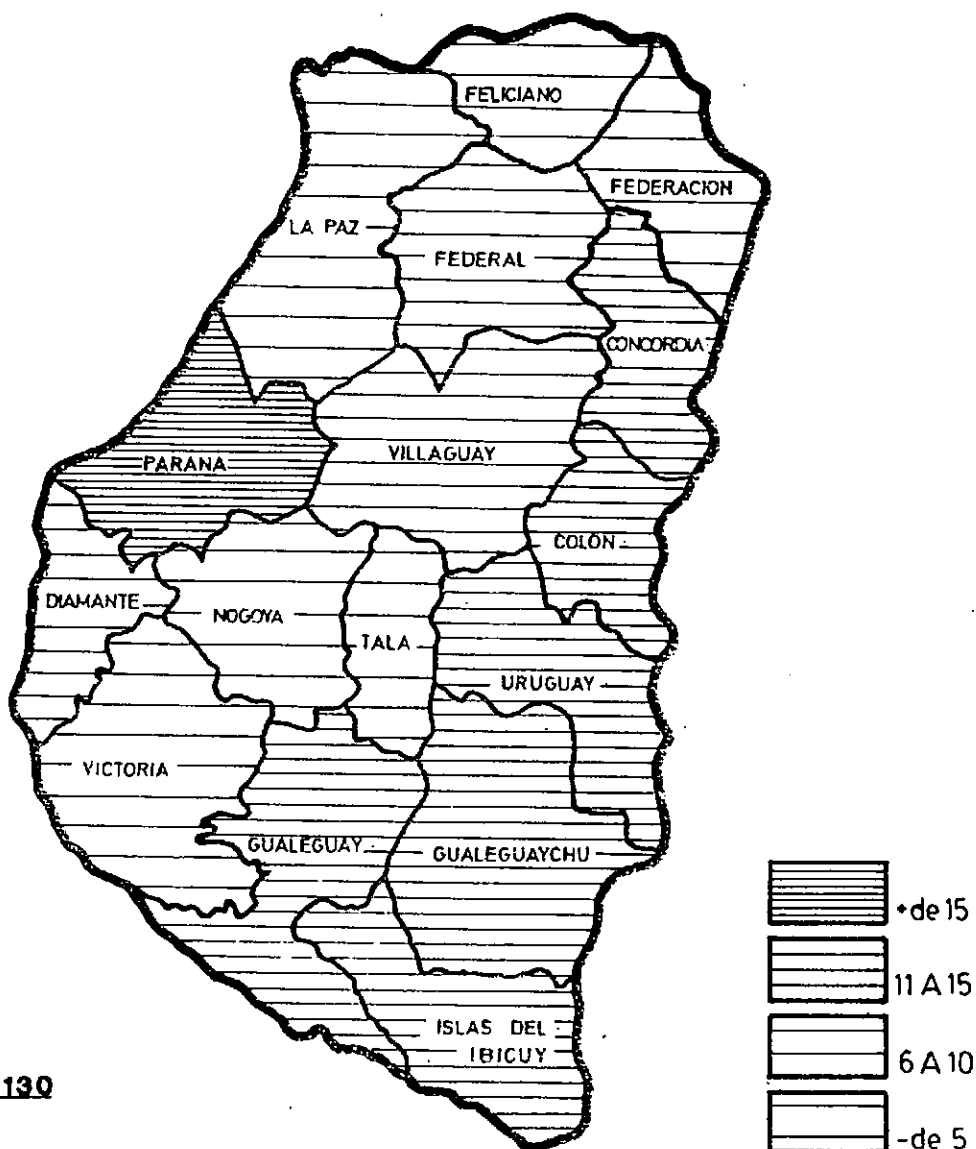 FELICIANO
FEDERACION
LA PAZ
FEDERAL
CONCORDIA
VILLAGUAY
PARANA
COLON
DIAMANTE
NOGOYA
TALA
URUGUAY
VICTORIA
GUALEGUAY
GUALEGUAYCHU
ISLAS DEL
IBICUY
130
+de 15
11 A 15
6 A 10
-de 5